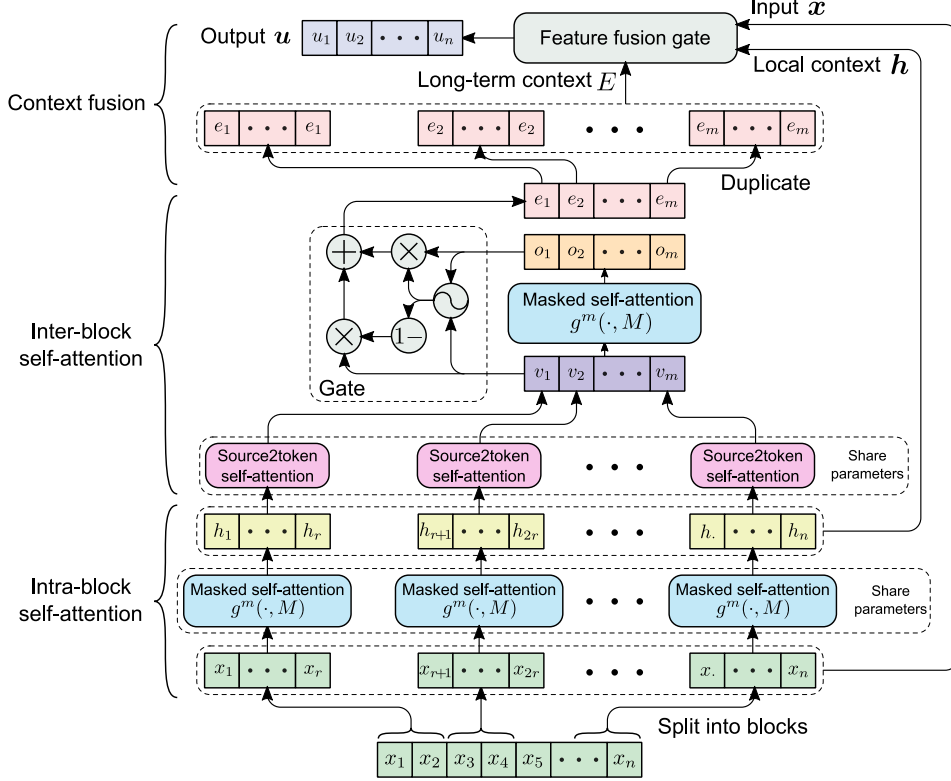 Input x
Output u
u1 u2 · · · un
Feature fusion gate
Local context h
Long-term context E
Context fusion
e1 · · · e1
e2 · · · e2
· · ·
em · · · em
Duplicate
e1 e2 · · · em
+
×
o1 o2 · · · om
Masked self-attention
g^m(·, M)
Inter-block
self-attention
×
1−
v1 v2 · · · vm
Gate
Source2token
self-attention
Source2token
self-attention
· · ·
Source2token
self-attention
Share
parameters
h1 · · · hr
hr+1 · · · h2r
· · ·
h. · · · hn
Intra-block
self-attention
Masked self-attention
g^m(·, M)
Masked self-attention
g^m(·, M)
· · ·
Masked self-attention
g^m(·, M)
Share
parameters
x1 · · · xr
xr+1 · · · x2r
· · ·
x. · · · xn
Split into blocks
x1 x2 x3 x4 x5 · · · xn